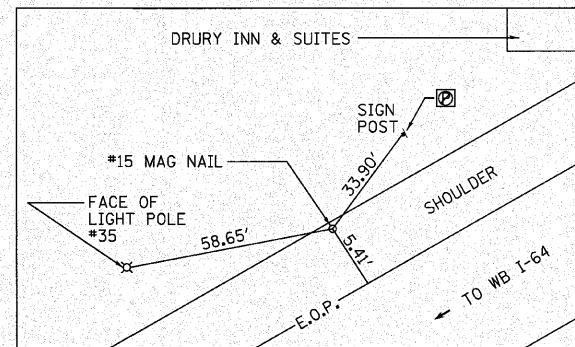 DRURY INN & SUITES
SIGN
POST
P
#15 MAG NAIL
33.90'
SHOULDER
FACE OF
LIGHT POLE
#35
58.65'
5.41'
TO WB I-64
E.O.P.